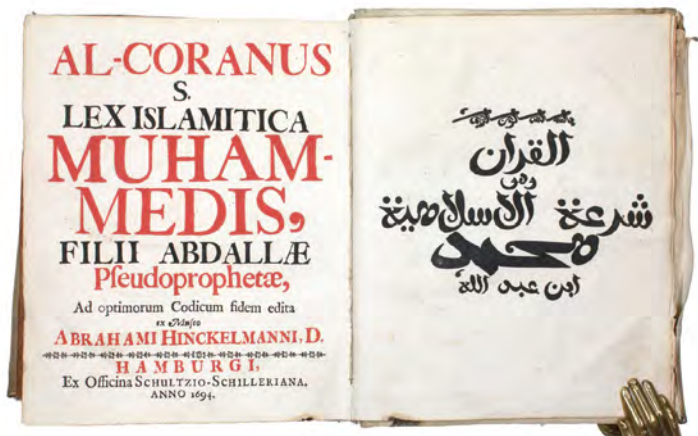 AL-CORANUS
S.
LEX ISLAMITICA
MUHAM-
MEDIS,
FILII ABDALLÆ
Pſeudoprophetæ,
Ad optimorum Codicum fidem edita
ex Muſeo
ABRAHAMI HINCKELMANNI, D.
HAMBURGI,
Ex Officina SCHULTZIO-SCHILLERIANA.
ANNO 1694.
القران
وهى
شرعة الاسلامية
محمد
ابن عبد الله